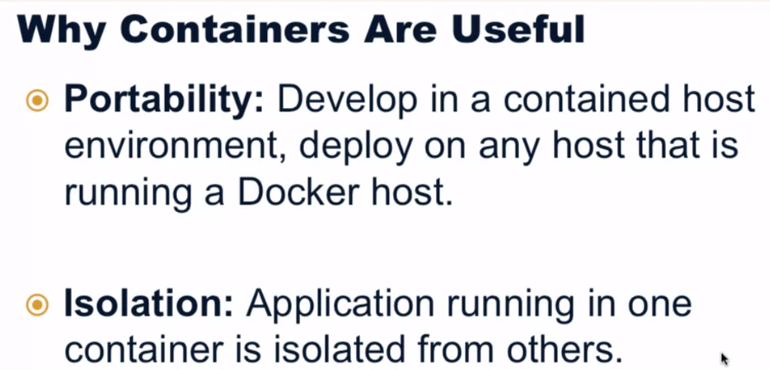 Why Containers Are Useful
Portability: Develop in a contained host
environment, deploy on any host that is
running a Docker host.
Isolation: Application running in one
container is isolated from others.